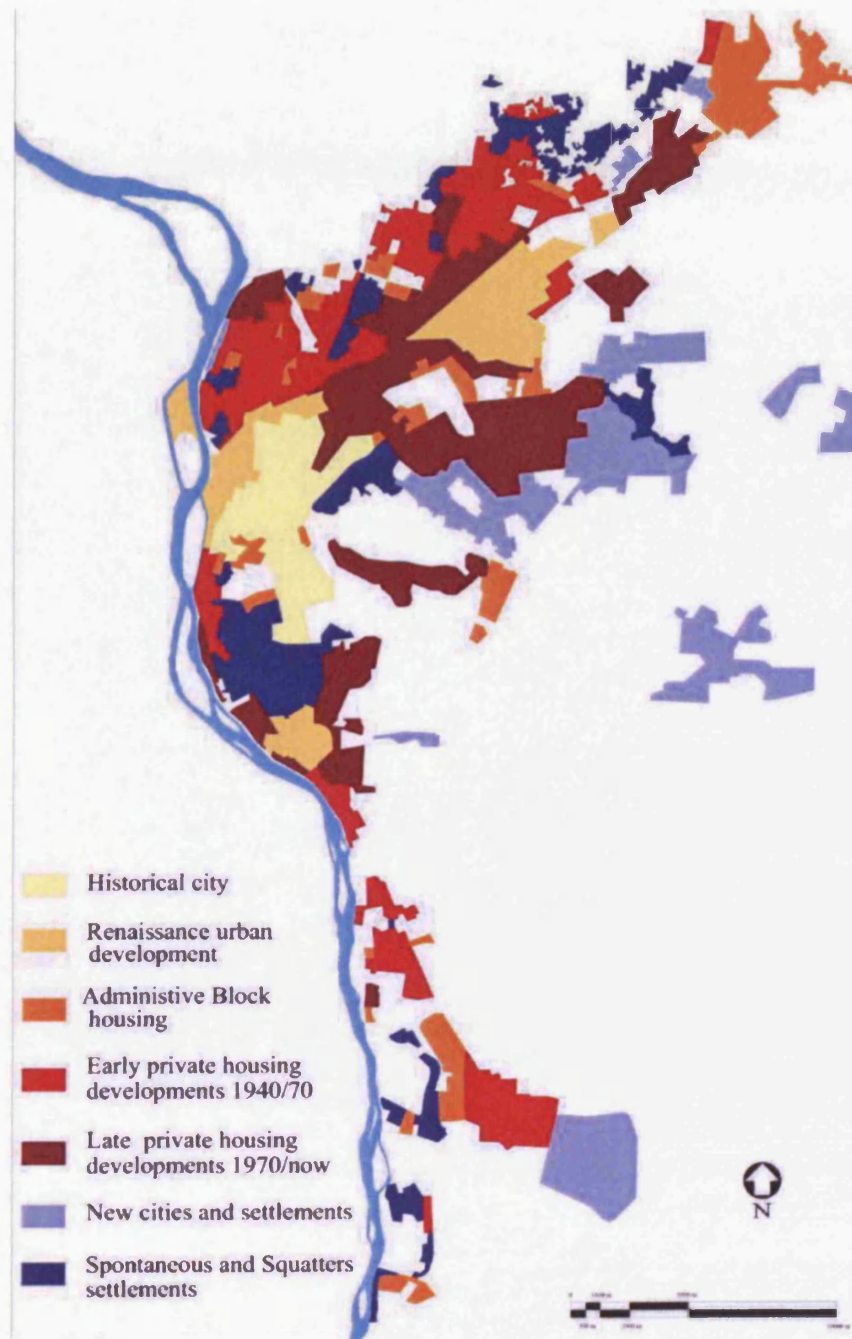 Historical city
Renaissance urban
development
Administive Block
housing
Early private housing
developments 1940/70
Late private housing
developments 1970/now
New cities and settlements
Spontaneous and Squatters
settlements
N
0